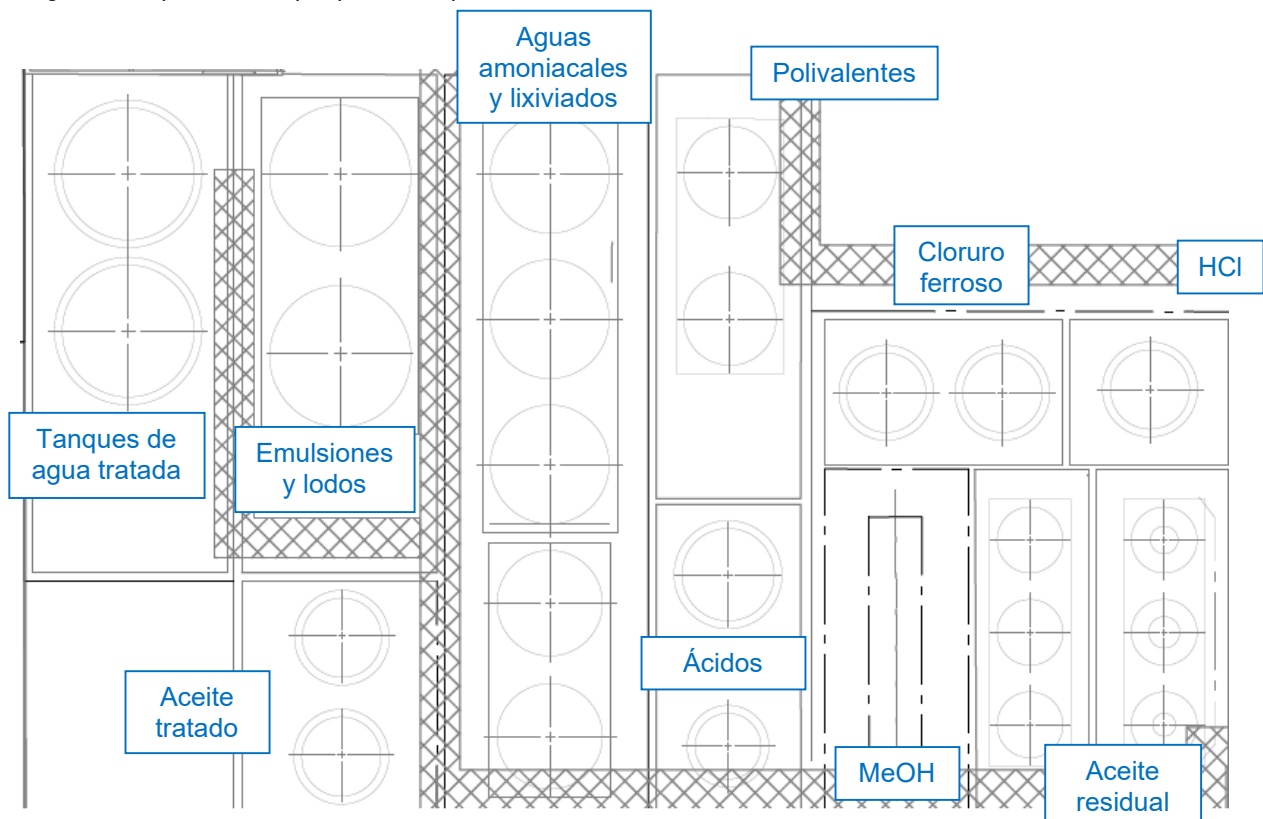 Aguas
amoniacales
y lixiviados
Polivalentes
Cloruro
ferroso
HCl
Tanques de
agua tratada
Emulsiones
y lodos
Ácidos
Aceite
tratado
MeOH
Aceite
residual